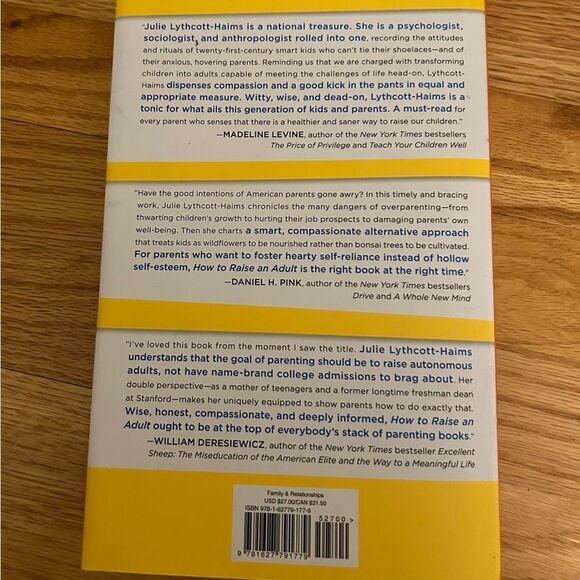 "Julie Lythcott-Haims is a national treasure. She is a psychologist,
sociologist, and anthropologist rolled into one, recording the attitudes
and rituals of twenty-first-century smart kids who can't tie their shoelaces—and of
their anxious, hovering parents. Reminding us that we are charged with transforming
children into adults capable of meeting the challenges of life head-on, Lythcott-
Haims dispenses compassion and a good kick in the pants in equal and
appropriate measure. Witty, wise, and dead-on, Lythcott-Haims is a
tonic for what ails this generation of kids and parents. A must-read for
every parent who senses that there is a healthier and saner way to raise our children."
—MADELINE LEVINE, author of the New York Times bestsellers
The Price of Privilege and Teach Your Children Well
"Have the good intentions of American parents gone awry? In this timely and bracing
work, Julie Lythcott-Haims chronicles the many dangers of overparenting—from
thwarting children's growth to hurting their job prospects to damaging parents' own
well-being. Then she charts a smart, compassionate alternative approach
that treats kids as wildflowers to be nourished rather than bonsai trees to be cultivated.
For parents who want to foster hearty self-reliance instead of hollow
self-esteem, How to Raise an Adult is the right book at the right time."
—DANIEL H. PINK, author of the New York Times bestsellers
Drive and A Whole New Mind
"I've loved this book from the moment I saw the title. Julie Lythcott-Haims
understands that the goal of parenting should be to raise autonomous
adults, not have name-brand college admissions to brag about. Her
double perspective—as a mother of teenagers and a former longtime freshman dean
at Stanford—makes her uniquely equipped to show parents how to do exactly that.
Wise, honest, compassionate, and deeply informed, How to Raise an
Adult ought to be at the top of everybody's stack of parenting books."
—WILLIAM DERESIEWICZ, author of the New York Times bestseller Excellent
Sheep: The Miseducation of the American Elite and the Way to a Meaningful Life
Family & Relationships
USD $27.00/CAN $31.50
ISBN 978-1-62779-177-9
52700>
9 781627 791779